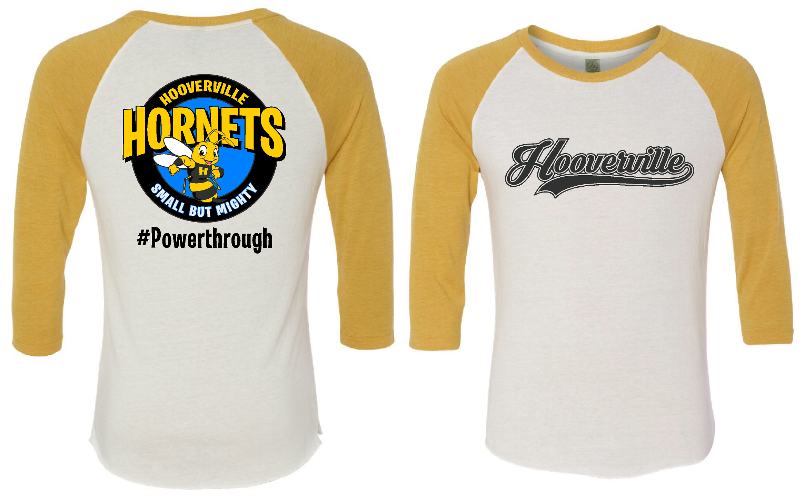 HOOVERVILLE
HORNETS
H
SMALL BUT MIGHTY
#Powerthrough
Hooverville